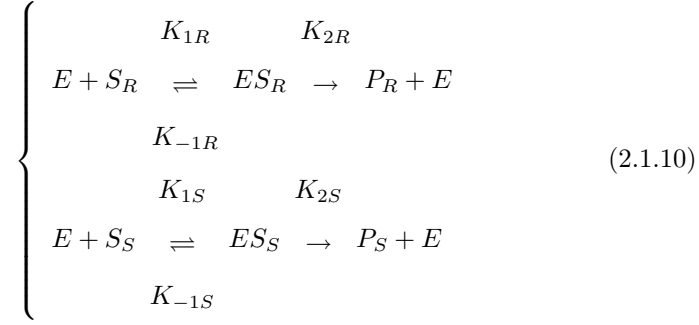 K_{1R} K_{2R}
E + S_R ⇌ ES_R → P_R + E
K_{-1R}
(2.1.10)
K_{1S} K_{2S}
E + S_S ⇌ ES_S → P_S + E
K_{-1S}